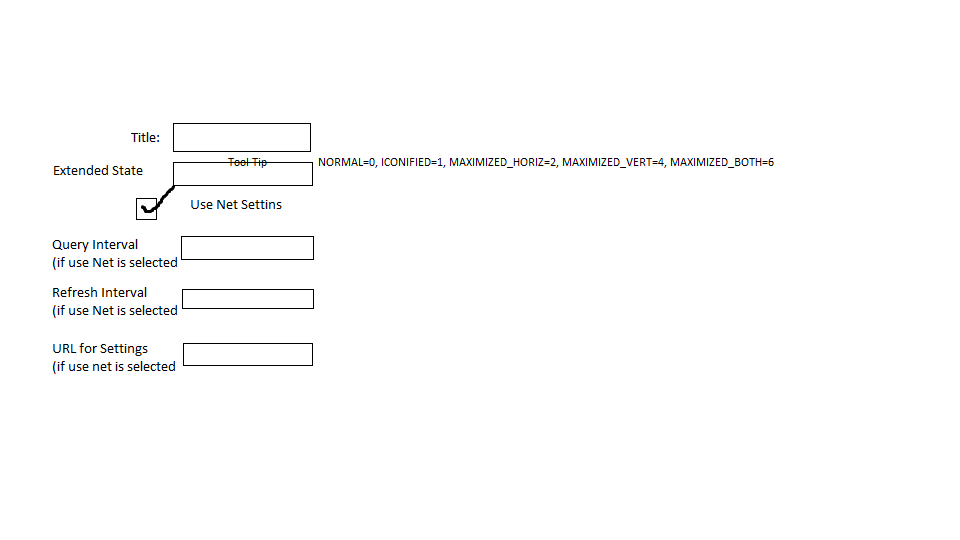 Title:
Tool Tip
NORMAL=0, ICONIFIED=1, MAXIMIZED_HORIZ=2, MAXIMIZED_VERT=4, MAXIMIZED_BOTH=6
Extended State
Use Net Settins
Query Interval
(if use Net is selected
Refresh Interval
(if use Net is selected
URL for Settings
(if use net is selected